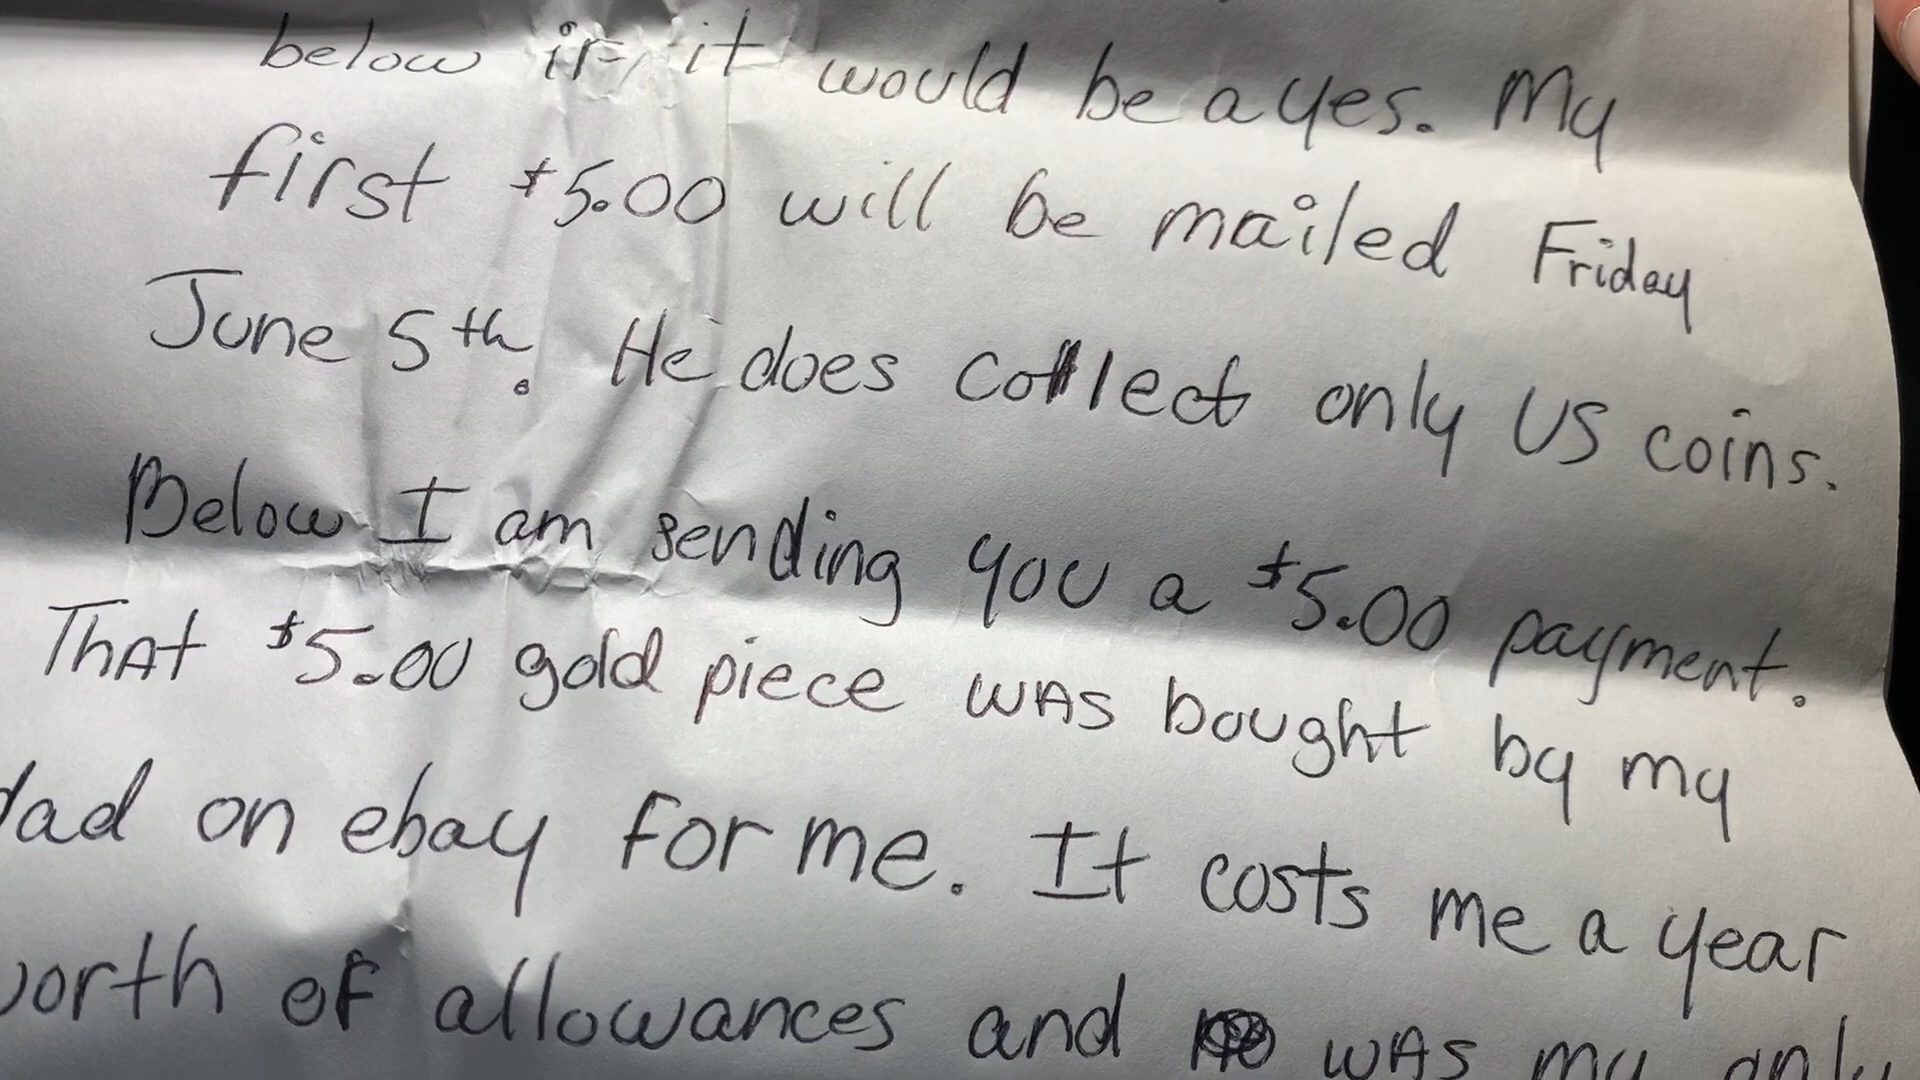 below if it would be a yes. My
first $5.00 will be mailed Friday
June 5th. He does collect only US coins.
Below I am sending you a $5.00 payment.
That $5.00 gold piece was bought by my
dad on ebay for me. It costs me a year
worth of allowances and was my only